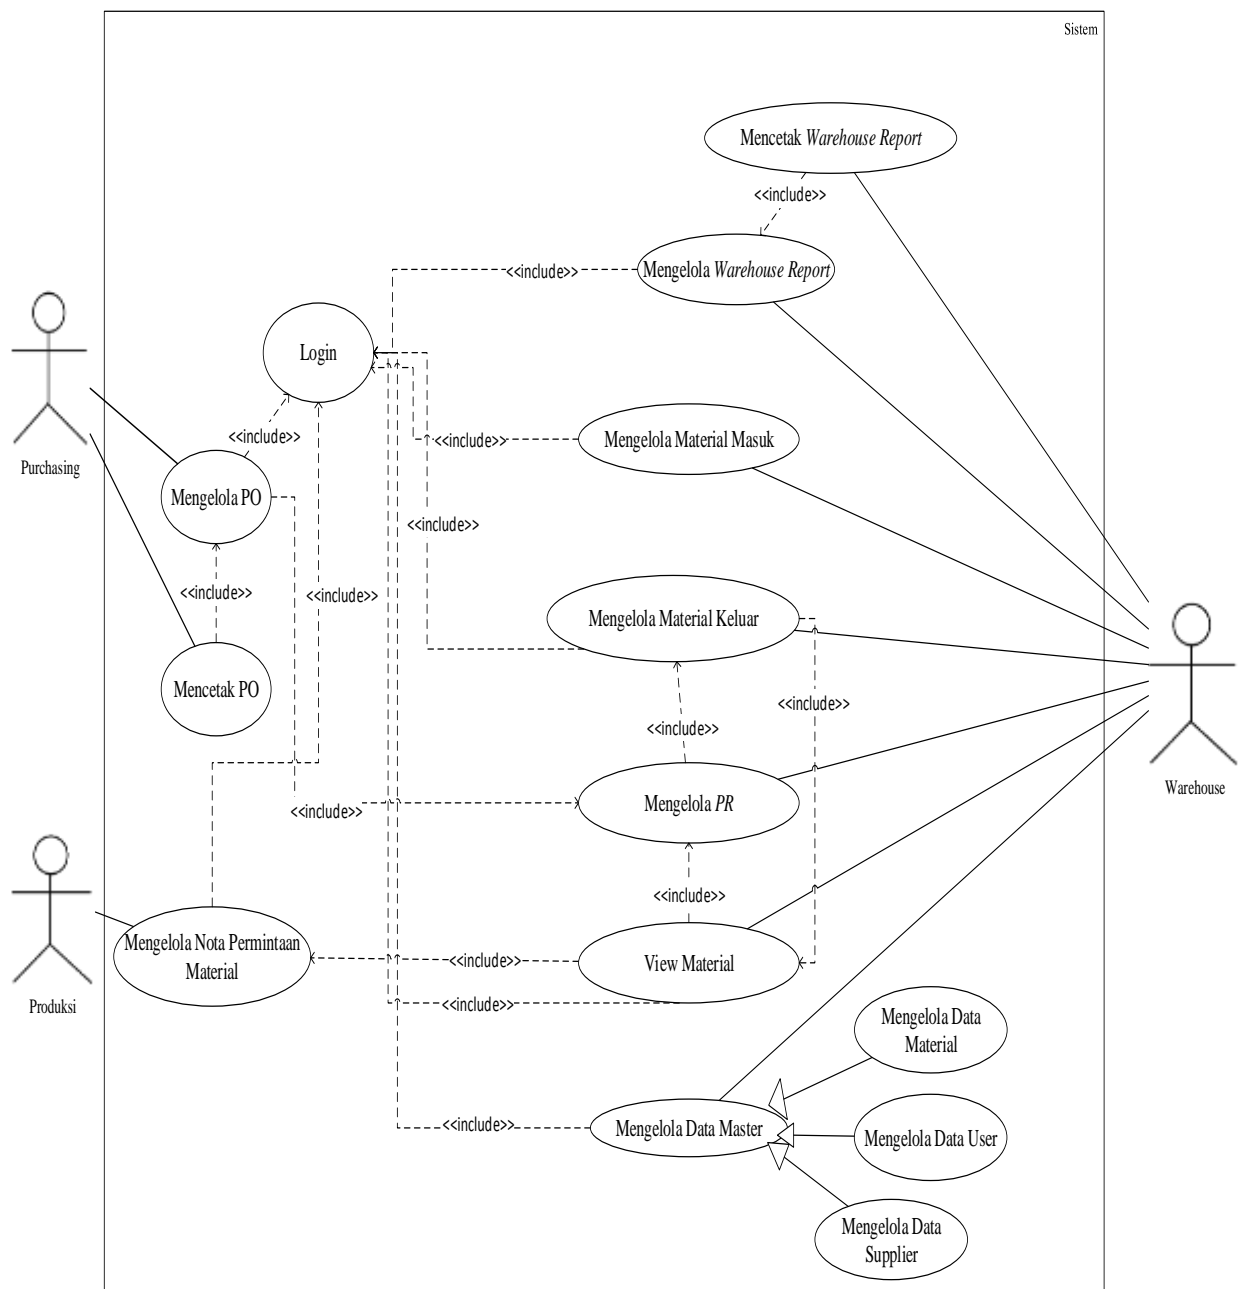 Sistem
Mencetak Warehouse Report
<<include>>
Mengelola Warehouse Report
<<include>>
Login
<<include>>
Mengelola Material Masuk
<<include>>
Purchasing
Mengelola PO
<<include>>
<<include>>
<<include>>
Mengelola Material Keluar
Mencetak PO
<<include>>
<<include>>
Warehouse
Mengelola PR
<<include>>
<<include>>
Mengelola Nota Permintaan
Material
<<include>>
View Material
<<include>>
Produksi
Mengelola Data
Material
<<include>>
Mengelola Data Master
Mengelola Data User
Mengelola Data
Supplier